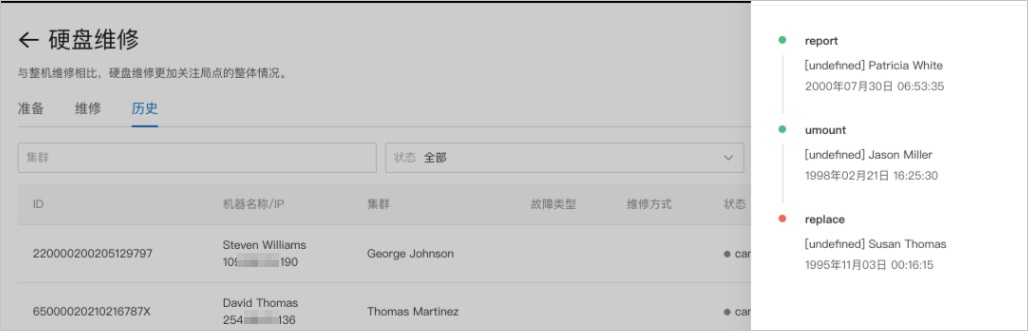 ← 硬盘维修
与整机维修相比，硬盘维修更加关注局点的整体情况。
准备 维修 历史
集群 状态 全部
ID 机器名称/IP 集群 故障类型 维修方式 状态
220000200205129797 Steven Williams George Johnson
109 190
65000020210216787X David Thomas Thomas Martinez
254 136
report
[undefined] Patricia White
2000年07月30日 06:53:35
umount
[undefined] Jason Miller
1998年02月21日 16:25:30
replace
[undefined] Susan Thomas
1995年11月03日 00:16:15